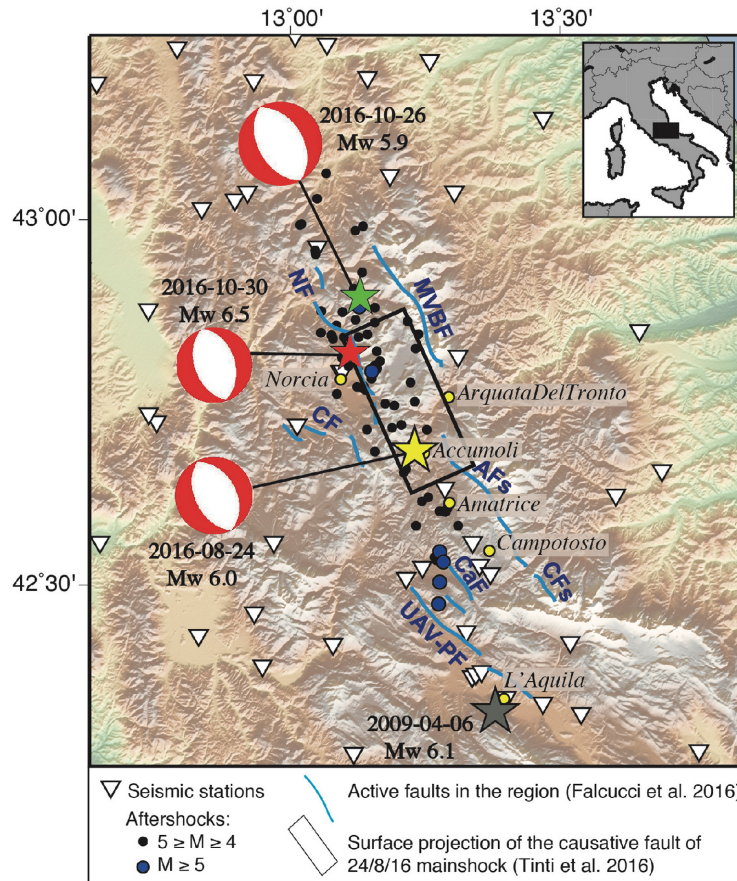 13°00'
13°30'
2016-10-26
Mw 5.9
43°00'
2016-10-30
Mw 6.5
NF
MVBF
Norcia
ArquataDelTronto
CF
Accumoli
AFs
Amatrice
2016-08-24
Mw 6.0
Campotosto
CaF
CFs
42°30'
UAV-PF
L'Aquila
2009-04-06
Mw 6.1
Seismic stations
Active faults in the region (Falcucci et al. 2016)
Aftershocks:
5 ≥ M ≥ 4
M ≥ 5
Surface projection of the causative fault of
24/8/16 mainshock (Tinti et al. 2016)